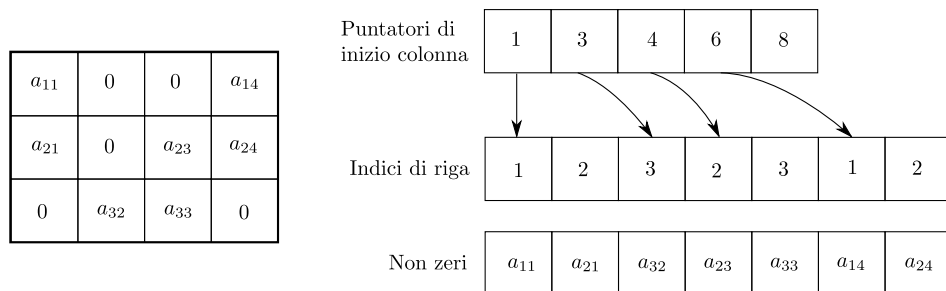 a11 0 0 a14
a21 0 a23 a24
0 a32 a33 0
Puntatori di
inizio colonna
1 3 4 6 8
Indici di riga
1 2 3 2 3 1 2
Non zeri
a11 a21 a32 a23 a33 a14 a24